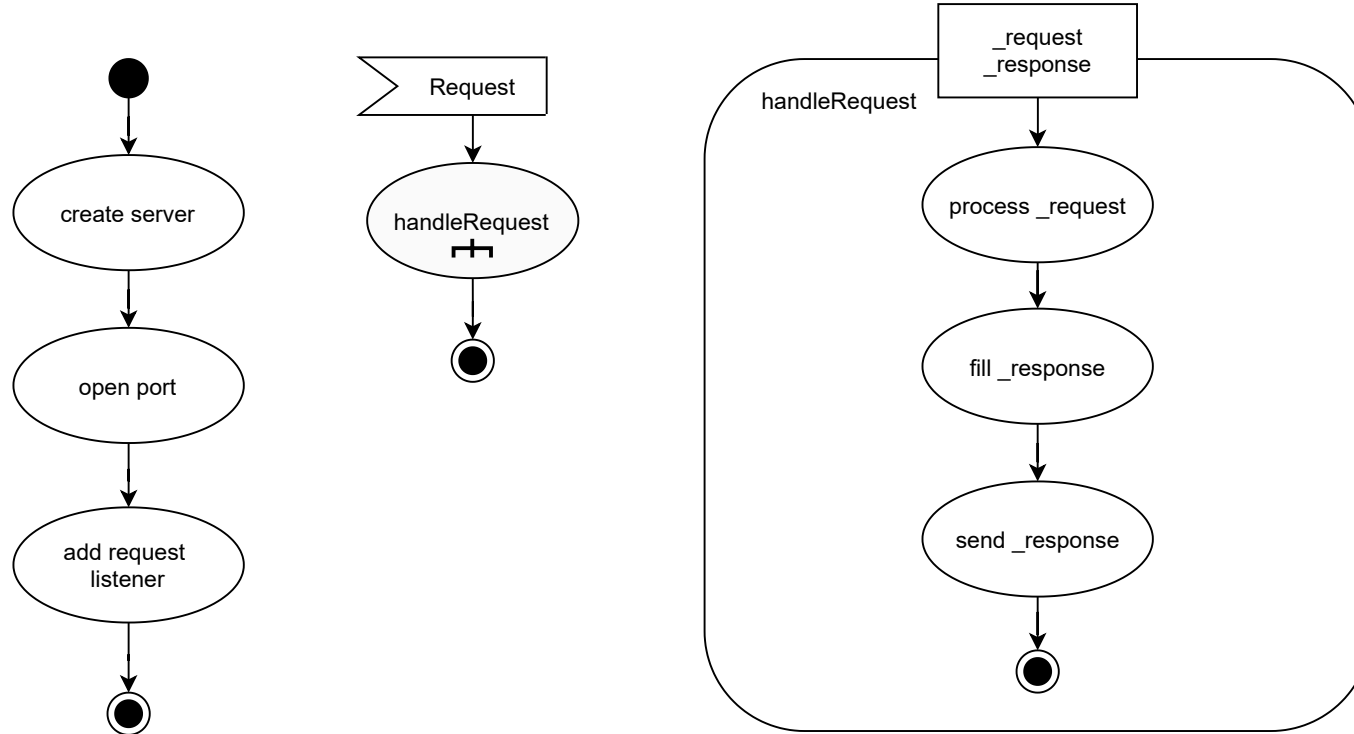 create server
open port
add request
listener
Request
handleRequest
_request
_response
handleRequest
process _request
fill _response
send _response